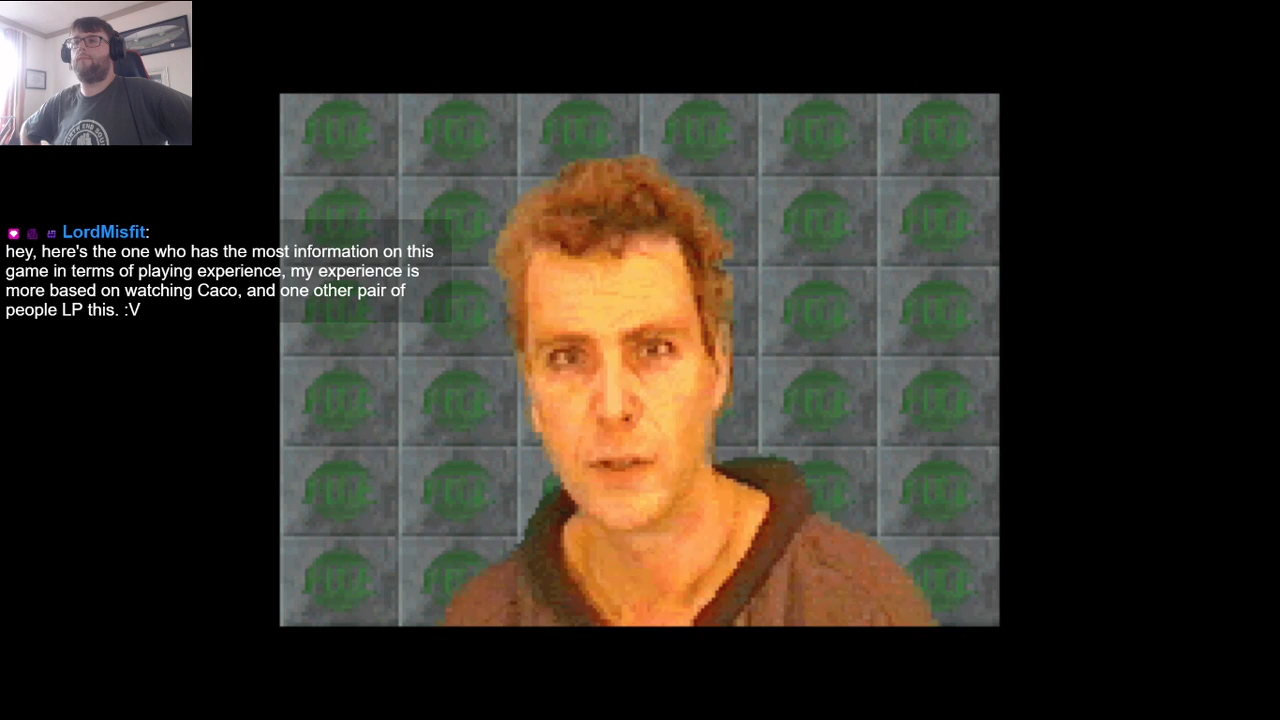 LordMisfit:
hey, here's the one who has the most information on this
game in terms of playing experience, my experience is
more based on watching Caco, and one other pair of
people LP this. :V